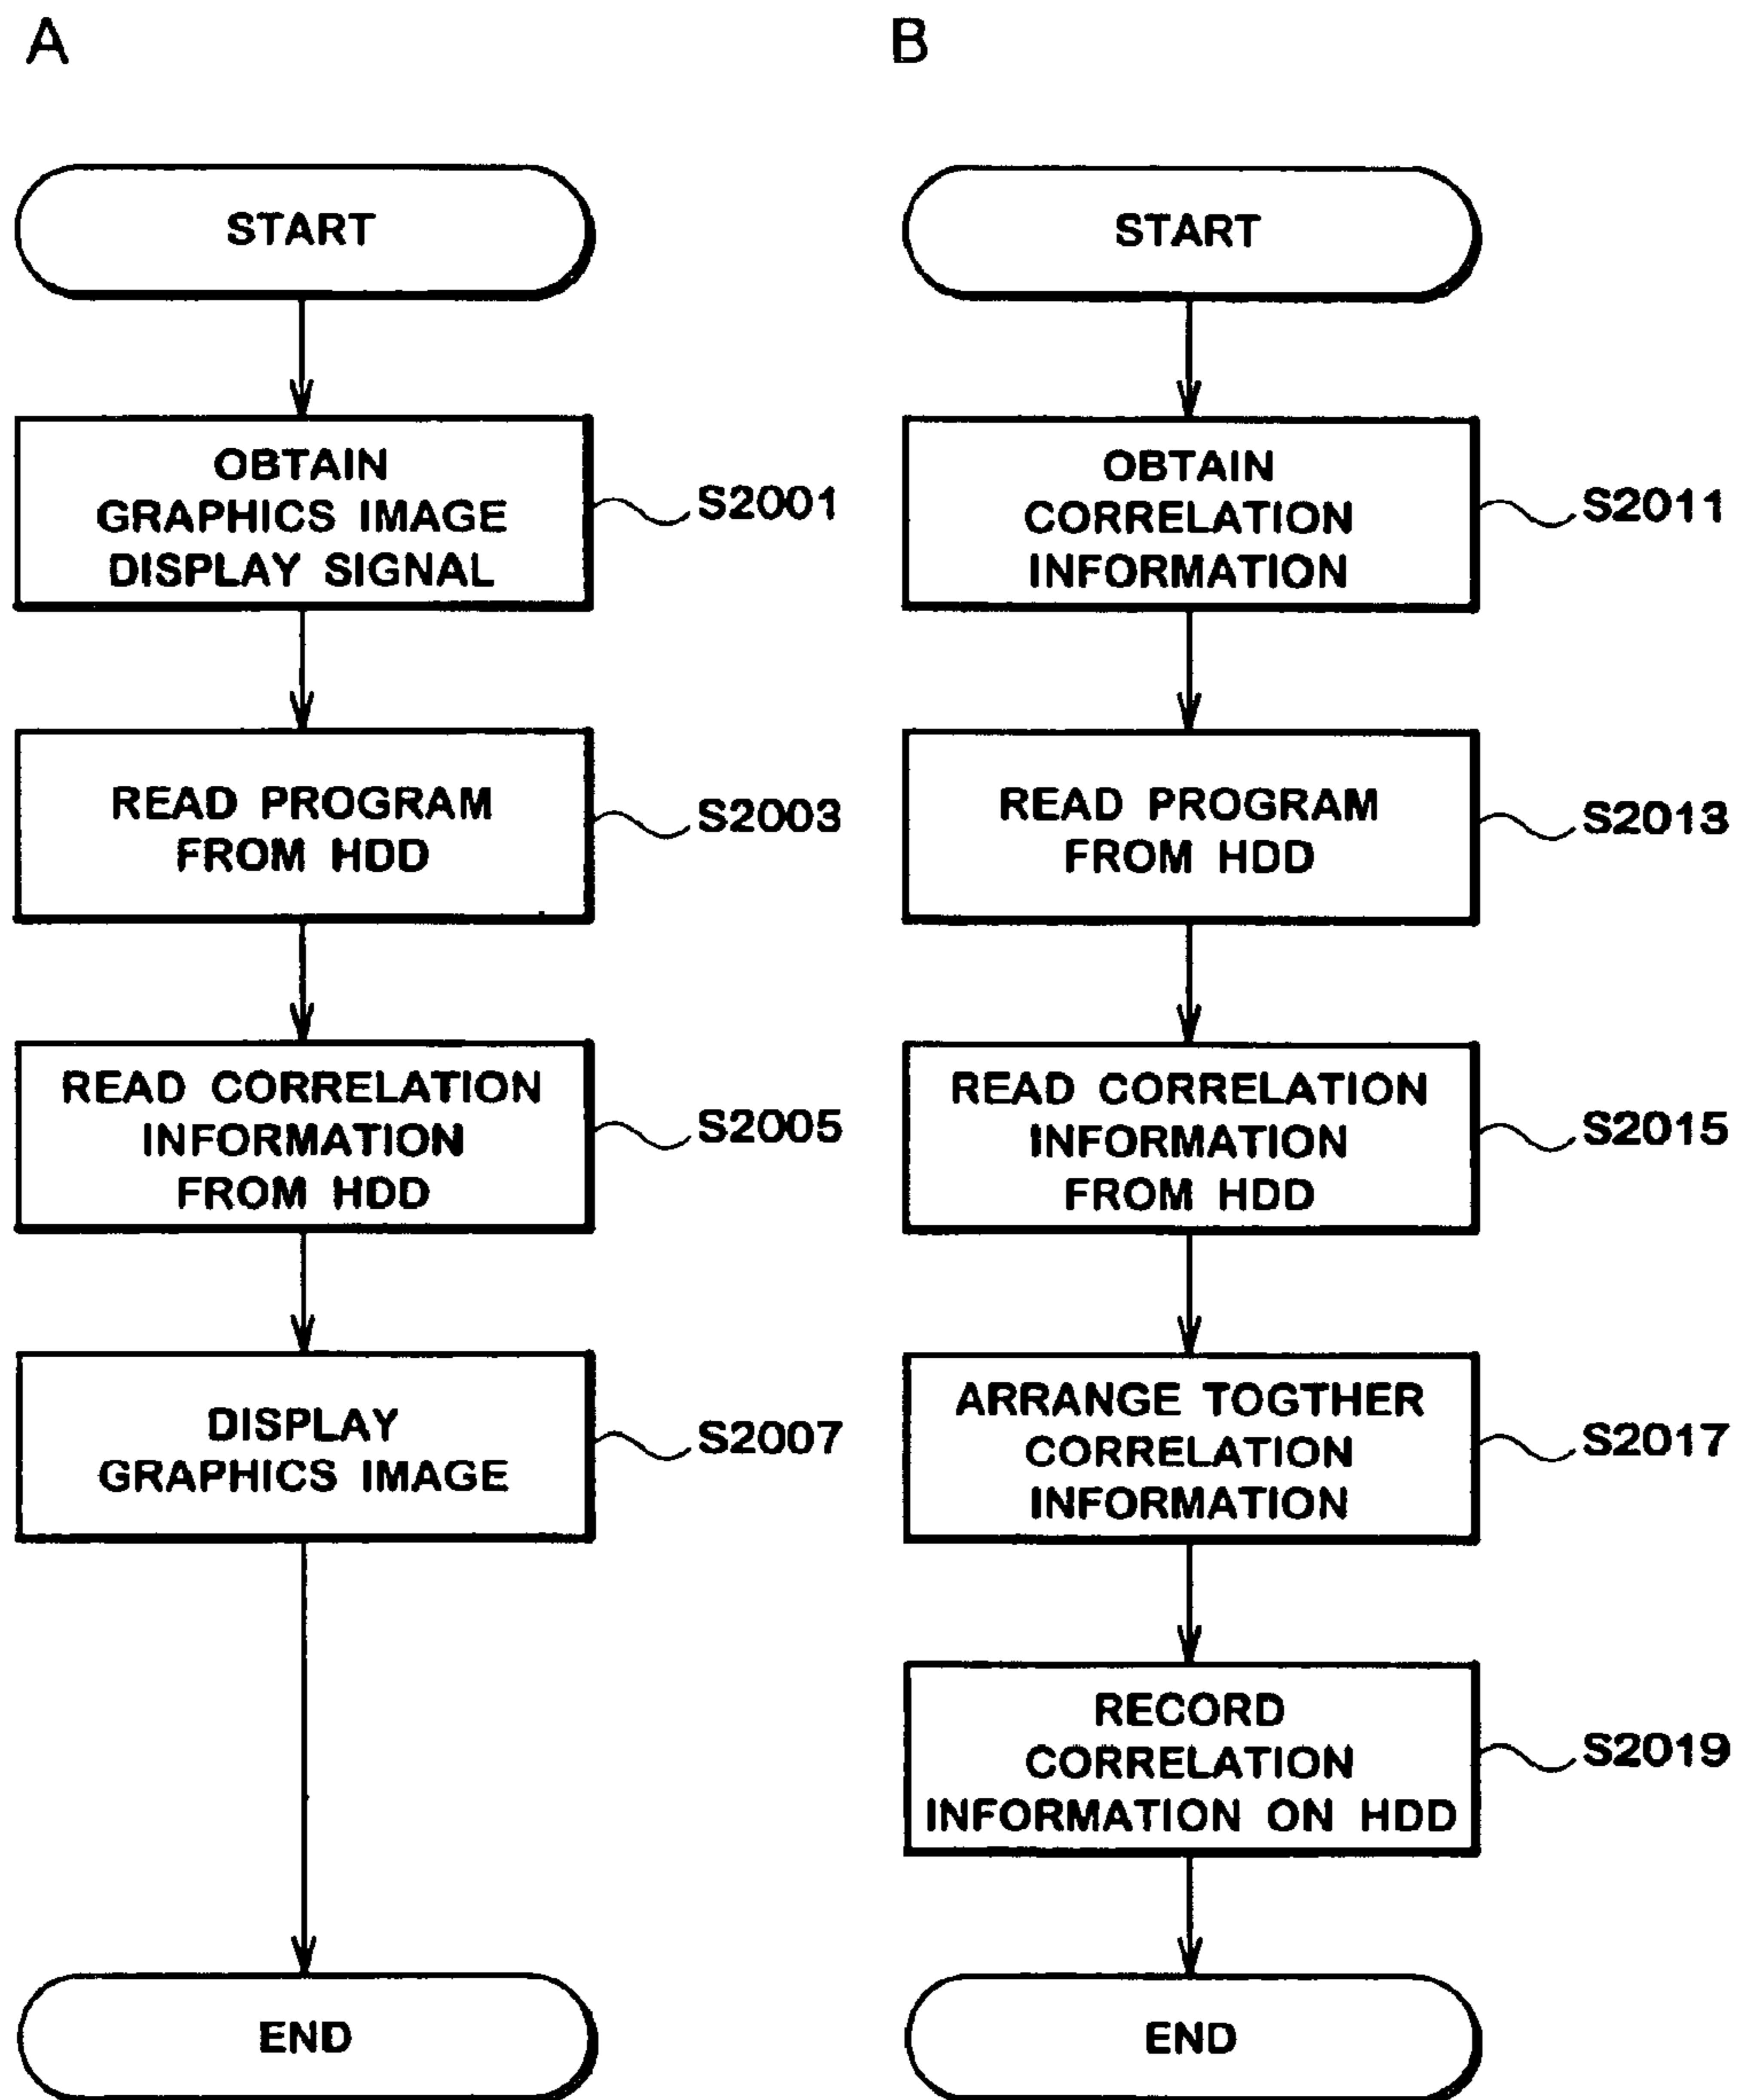 A
START
OBTAIN
GRAPHICS IMAGE
DISPLAY SIGNAL
S2001
READ PROGRAM
FROM HDD
S2003
READ CORRELATION
INFORMATION
FROM HDD
S2005
DISPLAY
GRAPHICS IMAGE
S2007
END
B
START
OBTAIN
CORRELATION
INFORMATION
S2011
READ PROGRAM
FROM HDD
S2013
READ CORRELATION
INFORMATION
FROM HDD
S2015
ARRANGE TOGTHER
CORRELATION
INFORMATION
S2017
RECORD
CORRELATION
INFORMATION ON HDD
S2019
END